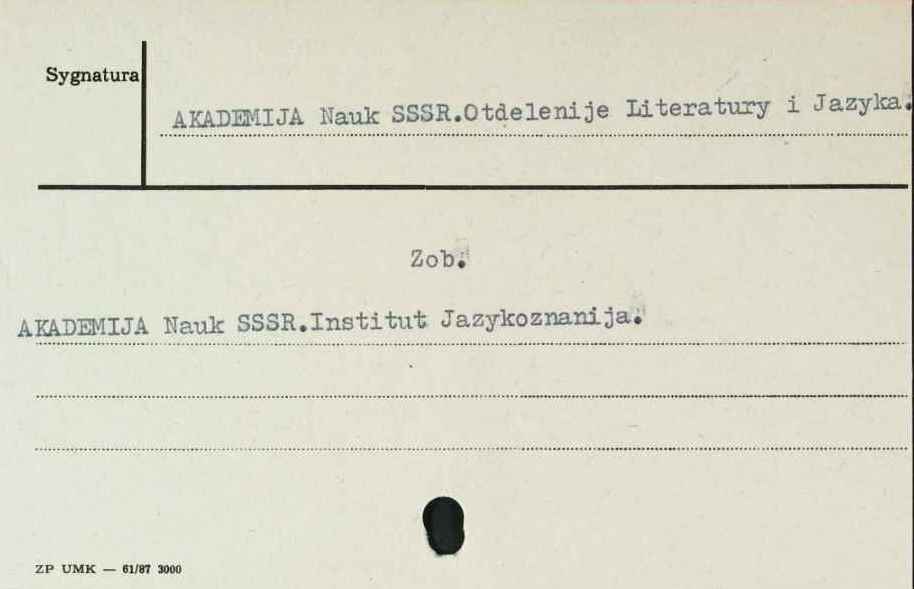 Sygnatura
AKADEMIJA Nauk SSSR.Otdelenije Literatury i Jazyka.
Zob.
AKADEMIJA Nauk SSSR.Institut Jazykoznanija.
ZP UMK — 61/87 3000